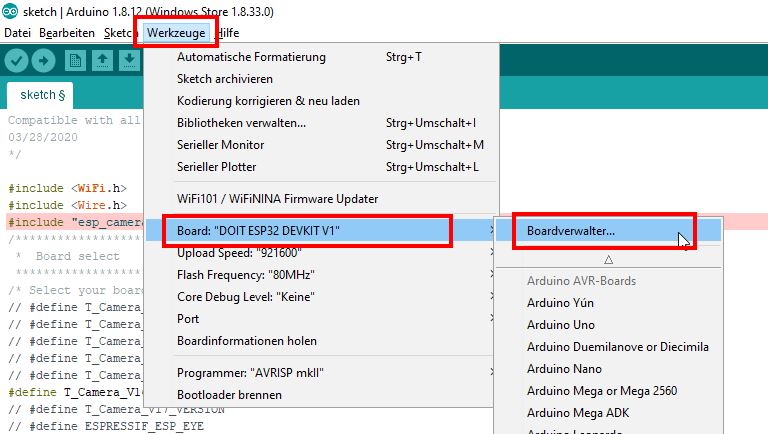 sketch | Arduino 1.8.12 (Windows Store 1.8.33.0)
Datei Bearbeiten Sketch Werkzeuge Hilfe
sketch §
Compatible with all
03/28/2020
*/
#include <WiFi.h>
#include <Wire.h>
#include "esp_camera
/********************
* Board select
********************
/* Select your board
// #define T_Camera_
// #define T_Camera_
// #define T_Camera_
// #define T_Camera_
#define T_Camera_V16
// #define T_Camera_V17_VERSION
// #define ESPRESSIF_ESP_EYE
Automatische Formatierung Strg+T
Sketch archivieren
Kodierung korrigieren & neu laden
Bibliotheken verwalten... Strg+Umschalt+I
Serieller Monitor Strg+Umschalt+M
Serieller Plotter Strg+Umschalt+L
WiFi101 / WiFiNINA Firmware Updater
Board: "DOIT ESP32 DEVKIT V1"
Upload Speed: "921600"
Flash Frequency: "80MHz"
Core Debug Level: "Keine"
Port
Boardinformationen holen
Programmer: "AVRISP mkII"
Bootloader brennen
Boardverwalter...
Arduino AVR-Boards
Arduino Yún
Arduino Uno
Arduino Duemilanove or Diecimila
Arduino Nano
Arduino Mega or Mega 2560
Arduino Mega ADK
Arduino Leonardo